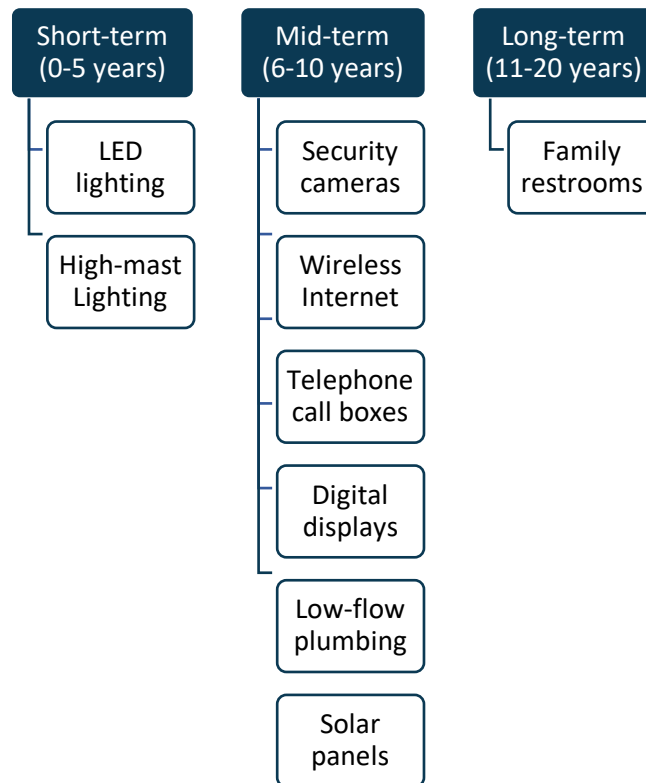 Short-term
(0-5 years)
LED
lighting
High-mast
Lighting
Mid-term
(6-10 years)
Security
cameras
Wireless
Internet
Telephone
call boxes
Digital
displays
Low-flow
plumbing
Solar
panels
Long-term
(11-20 years)
Family
restrooms